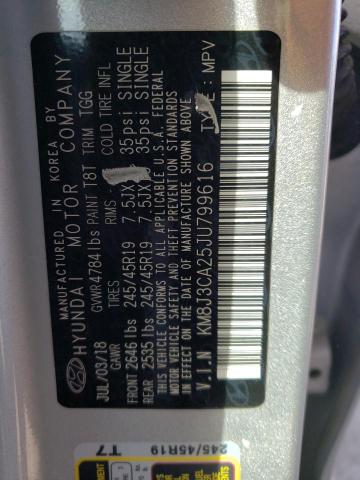 MANUFACTURED IN KOREA BY
HYUNDAI MOTOR COMPANY
GVWR 4784 lbs PAINT T8T TRIM TGG
JUL/03/18
GAWR TIRES RIMS COLD TIRE INFL
FRONT 2646 lbs 245/45R19 7.5JX 35psi SINGLE
REAR 2535 lbs 245/45R19 7.5JX 35psi SINGLE
THIS VEHICLE CONFORMS TO ALL APPLICABLE U.S.A. FEDERAL
MOTOR VEHICLE SAFETY AND THEFT PREVENTION STANDARDS
IN EFFECT ON THE DATE OF MANUFACTURE SHOWN ABOVE
V.I.N KM8J3CA25JU799616 TYPE: MPV
245/45R19
T7